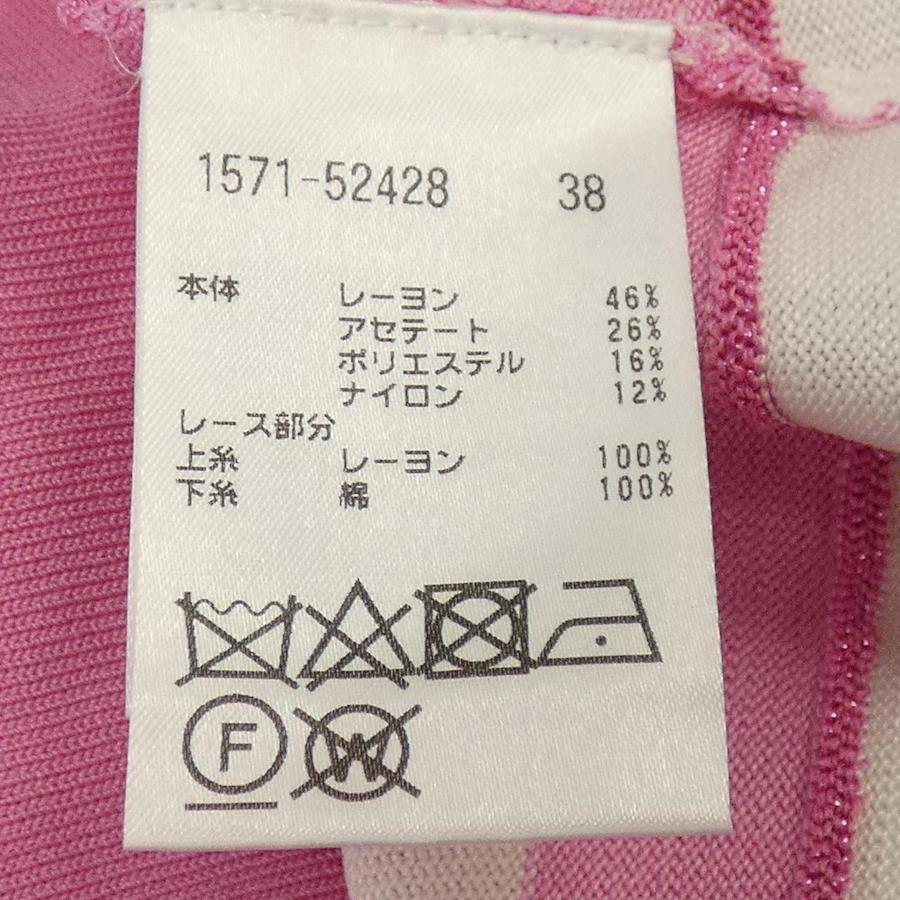 1571-52428 38
本体 レーヨン 46%
アセテート 26%
ポリエステル 16%
ナイロン 12%
レース部分
上糸 レーヨン 100%
下糸 綿 100%
F W